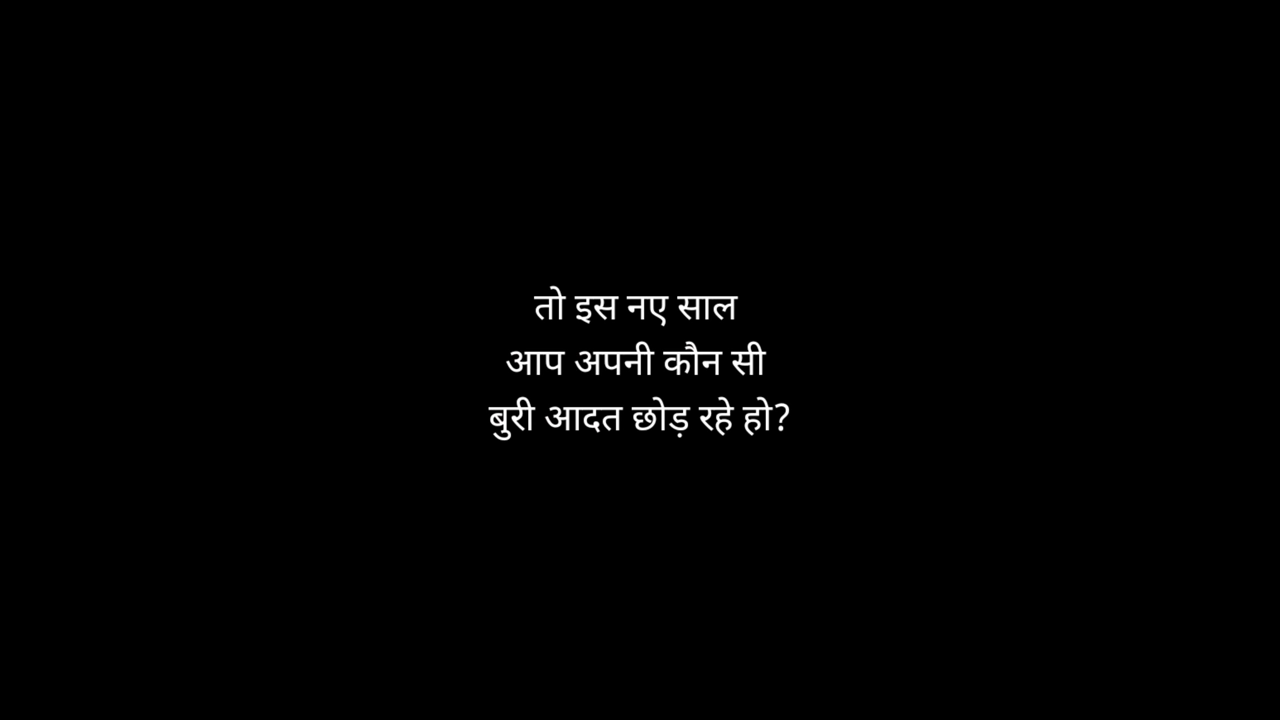 तो इस नए साल
आप अपनी कौन सी
बुरी आदत छोड़ रहे हो?